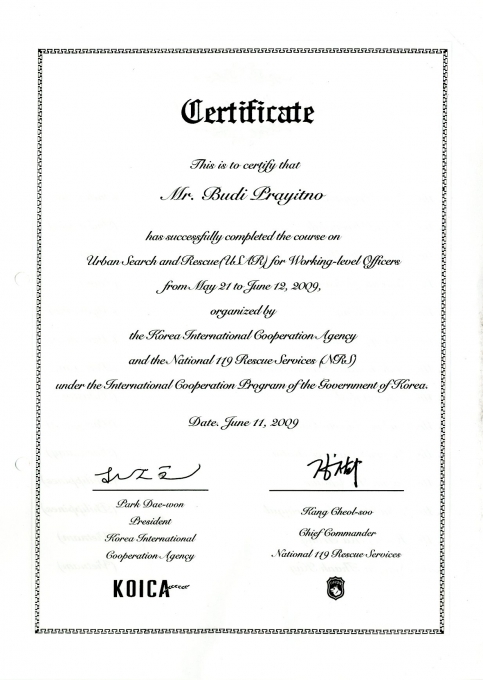 Certificate
This is to certify that
Mr. Budi Prayitno
has successfully completed the course on
Urban Search and Rescue(USAR) for Working-level Officers
from May 21 to June 12, 2009,
organized by
the Korea International Cooperation Agency
and the National 119 Rescue Services (NRS)
under the International Cooperation Program of the Government of Korea.
Date. June 11, 2009
Park Dae-won
President
Korea International
Cooperation Agency
KOICA
Kang Cheol-soo
Chief Commander
National 119 Rescue Services